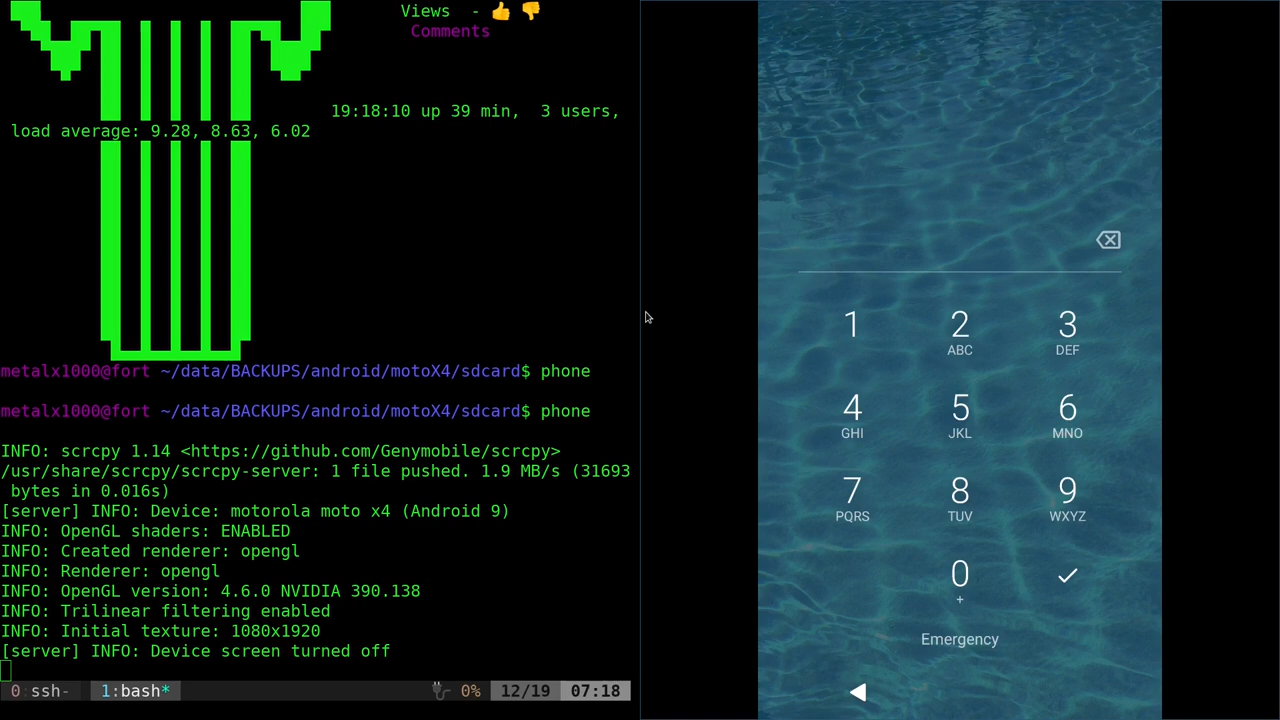 Views - 👍 👎
Comments
19:18:10 up 39 min,  3 users,
load average: 9.28, 8.63, 6.02
metalx1000@fort ~/data/BACKUPS/android/motoX4/sdcard$ phone
metalx1000@fort ~/data/BACKUPS/android/motoX4/sdcard$ phone
INFO: scrcpy 1.14 <https://github.com/Genymobile/scrcpy>
/usr/share/scrcpy/scrcpy-server: 1 file pushed. 1.9 MB/s (31693
bytes in 0.016s)
[server] INFO: Device: motorola moto x4 (Android 9)
INFO: OpenGL shaders: ENABLED
INFO: Created renderer: opengl
INFO: Renderer: opengl
INFO: OpenGL version: 4.6.0 NVIDIA 390.138
INFO: Trilinear filtering enabled
INFO: Initial texture: 1080x1920
[server] INFO: Device screen turned off
0 ssh- 1:bash* 0% 12/19 07:18
1 2 3
ABC DEF
4 5 6
GHI JKL MNO
7 8 9
PQRS TUV WXYZ
0
+
Emergency